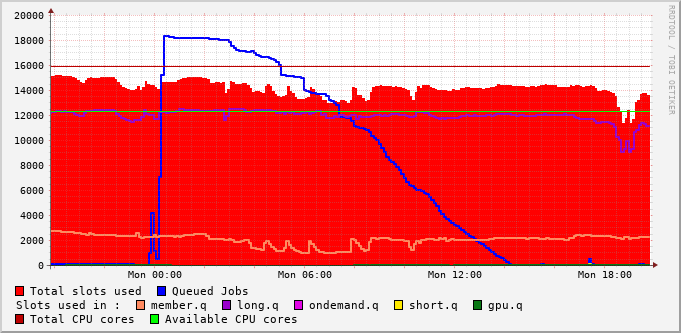 20000
18000
16000
14000
12000
10000
8000
6000
4000
2000
0
Mon 00:00 Mon 06:00 Mon 12:00 Mon 18:00
RRDTOOL / TOBI OETIKER
Total slots used Queued Jobs
Slots used in : member.q long.q ondemand.q short.q gpu.q
Total CPU cores Available CPU cores